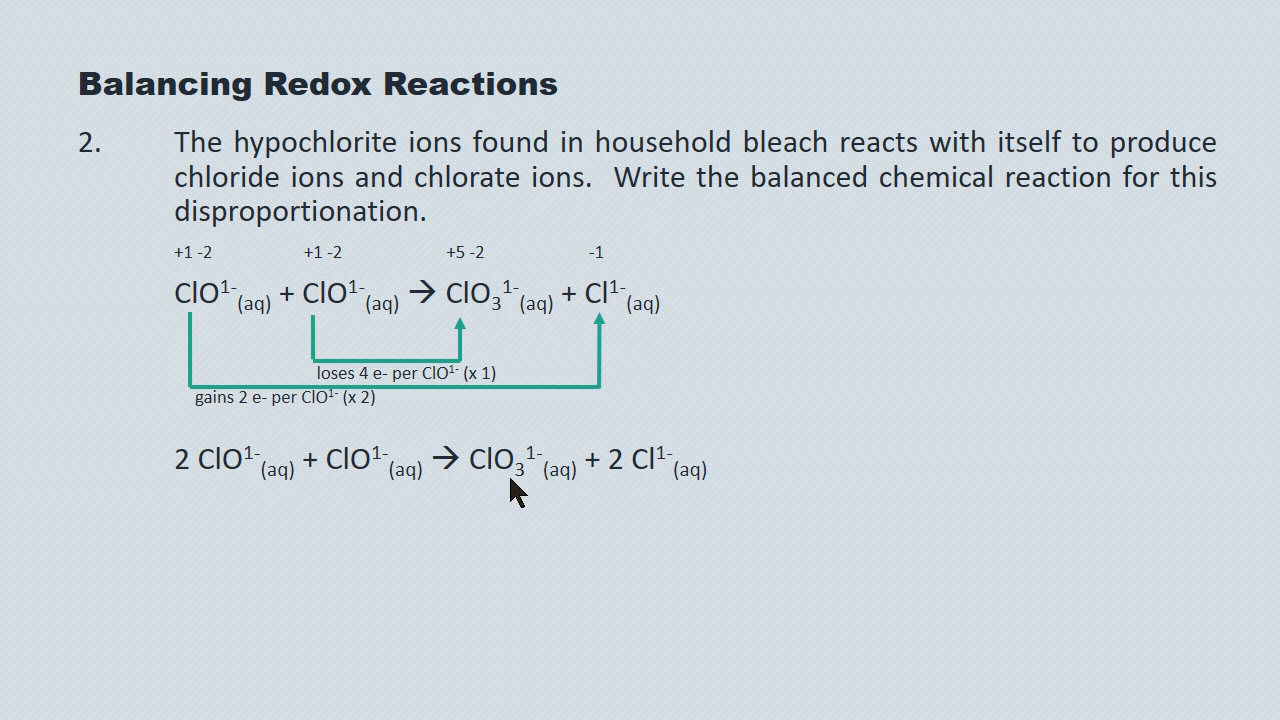 Balancing Redox Reactions
2. The hypochlorite ions found in household bleach reacts with itself to produce
chloride ions and chlorate ions. Write the balanced chemical reaction for this
disproportionation.
+1 -2 +1 -2 +5 -2 -1
ClO¹⁻(aq) + ClO¹⁻(aq) → ClO₃¹⁻(aq) + Cl¹⁻(aq)
loses 4 e- per ClO¹⁻ (x 1)
gains 2 e- per ClO¹⁻ (x 2)
2 ClO¹⁻(aq) + ClO¹⁻(aq) → ClO₃¹⁻(aq) + 2 Cl¹⁻(aq)